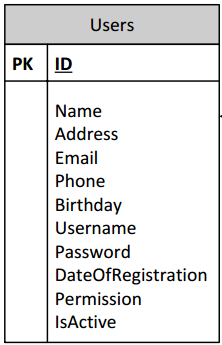 Users
PK ID
Name
Address
Email
Phone
Birthday
Username
Password
DateOfRegistration
Permission
IsActive